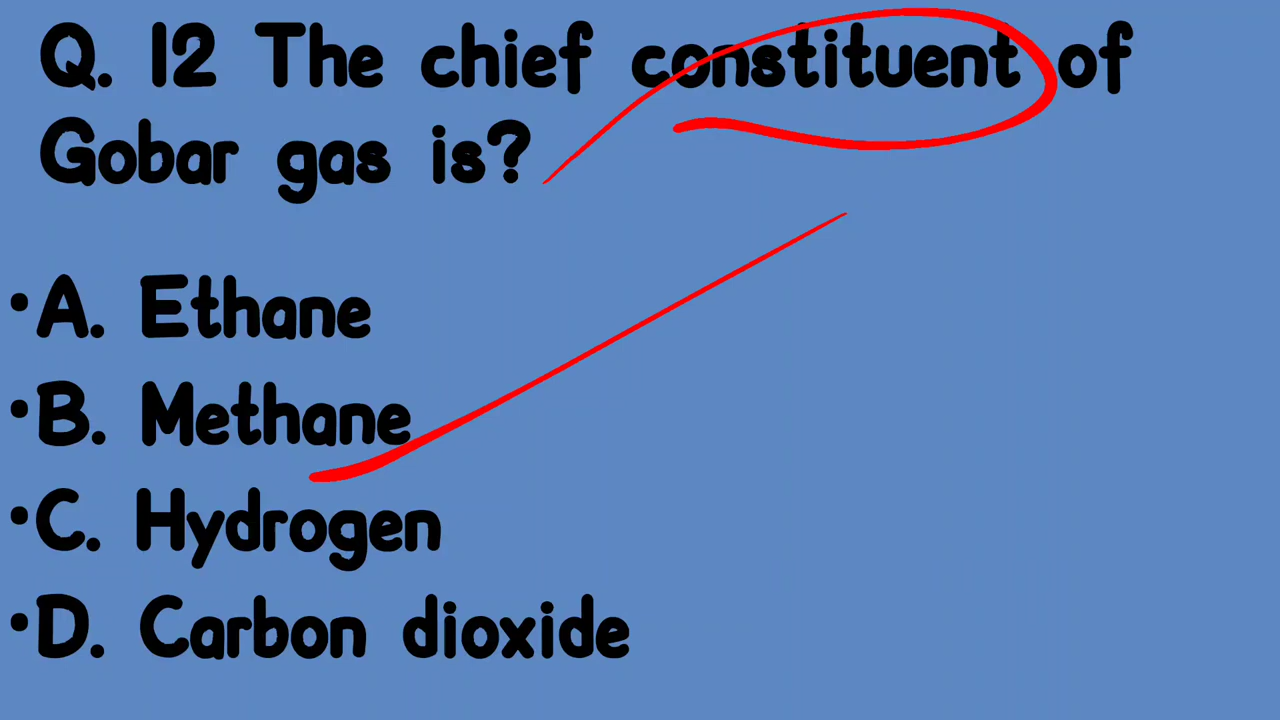 Q. 12 The chief constituent of
Gobar gas is?
•A. Ethane
•B. Methane
•C. Hydrogen
•D. Carbon dioxide